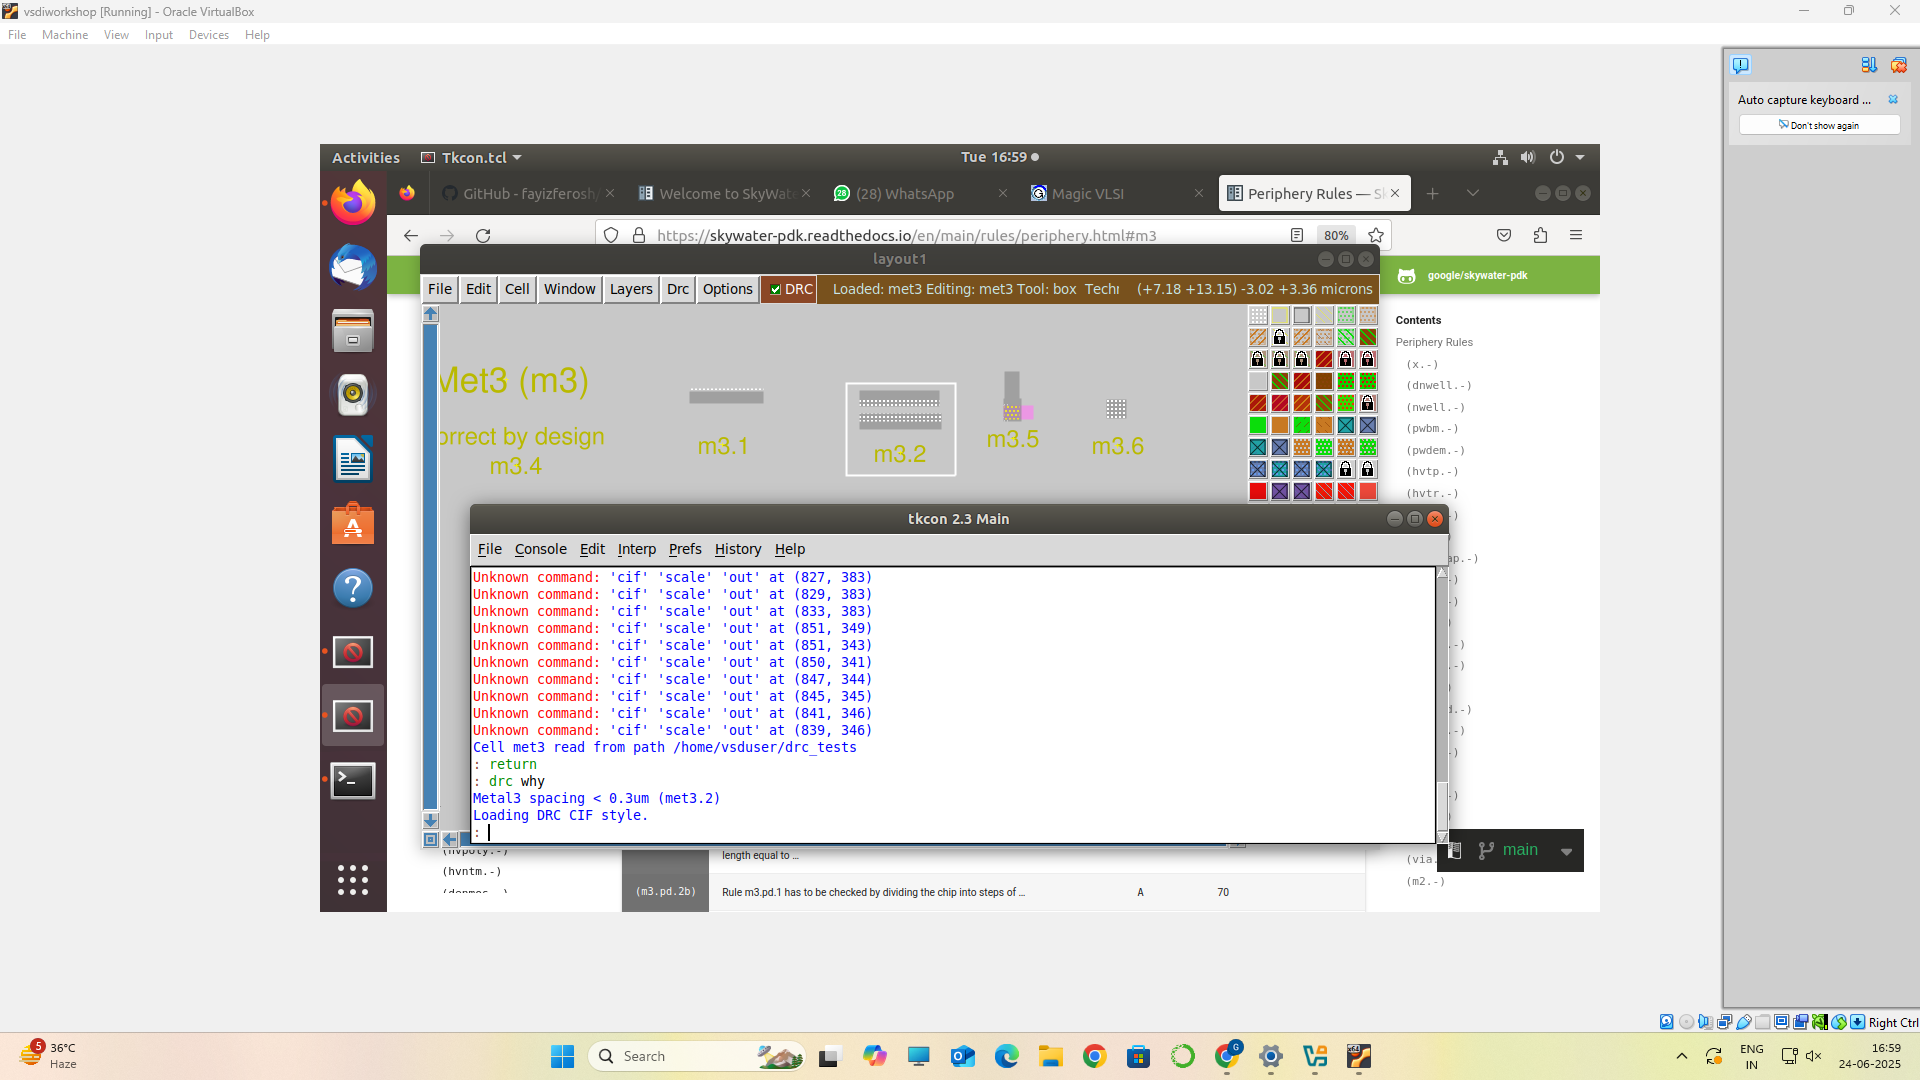 vsdiworkshop [Running] - Oracle VirtualBox
File Machine View Input Devices Help
Auto capture keyboard ...
Don't show again
Activities Tkcon.tcl Tue 16:59
GitHub - fayizferosh/ Welcome to SkyWate (28) WhatsApp Magic VLSI Periphery Rules — Sk
https://skywater-pdk.readthedocs.io/en/main/rules/periphery.html#m3 80%
layout1
google/skywater-pdk
File Edit Cell Window Layers Drc Options DRC Loaded: met3 Editing: met3 Tool: box Techn (+7.18 +13.15) -3.02 +3.36 microns
Contents
Periphery Rules
(x.-)
(dnwell.-)
(nwell.-)
(pwbm.-)
(pwdem.-)
(hvtp.-)
(hvtr.-)
Met3 (m3)
orrect by design
m3.4
m3.1
m3.2
m3.5
m3.6
tkcon 2.3 Main
File Console Edit Interp Prefs History Help
Unknown command: 'cif' 'scale' 'out' at (827, 383)
Unknown command: 'cif' 'scale' 'out' at (829, 383)
Unknown command: 'cif' 'scale' 'out' at (833, 383)
Unknown command: 'cif' 'scale' 'out' at (851, 349)
Unknown command: 'cif' 'scale' 'out' at (851, 343)
Unknown command: 'cif' 'scale' 'out' at (850, 341)
Unknown command: 'cif' 'scale' 'out' at (847, 344)
Unknown command: 'cif' 'scale' 'out' at (845, 345)
Unknown command: 'cif' 'scale' 'out' at (841, 346)
Unknown command: 'cif' 'scale' 'out' at (839, 346)
Cell met3 read from path /home/vsduser/drc_tests
: return
: drc why
Metal3 spacing < 0.3um (met3.2)
Loading DRC CIF style.
:
ap.-)
d.-)
main
(via.
(m2.-)
(hvpoly.-)
(hvntm.-)
(denmos.-)
length equal to ...
(m3.pd.2b) Rule m3.pd.1 has to be checked by dividing the chip into steps of ... A 70
Right Ctrl
5
36°C
Haze
Search
G
ENG
IN
16:59
24-06-2025